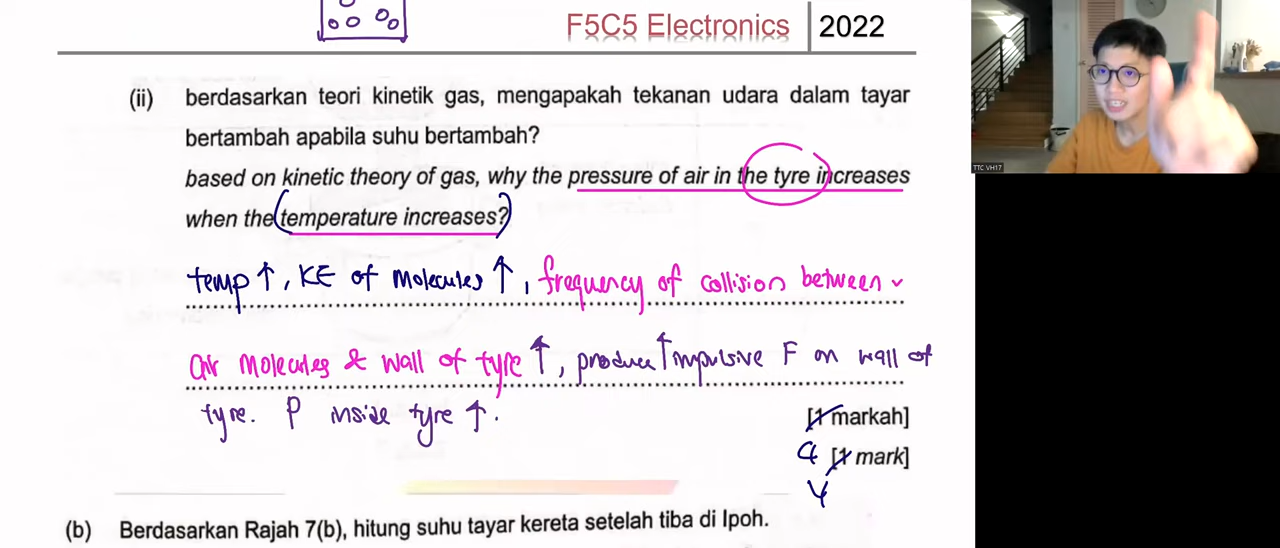 F5C5 Electronics 2022
(ii) berdasarkan teori kinetik gas, mengapakah tekanan udara dalam tayar
bertambah apabila suhu bertambah?
based on kinetic theory of gas, why the pressure of air in the tyre increases
when the (temperature increases?)
temp ↑, KE of molecules ↑, frequency of collision between
air molecules & wall of tyre ↑, produce ↑ impulsive F on wall of
tyre. P inside tyre ↑.
[1 markah]
4 [1 mark]
4
(b) Berdasarkan Rajah 7(b), hitung suhu tayar kereta setelah tiba di Ipoh.
TTC VH17